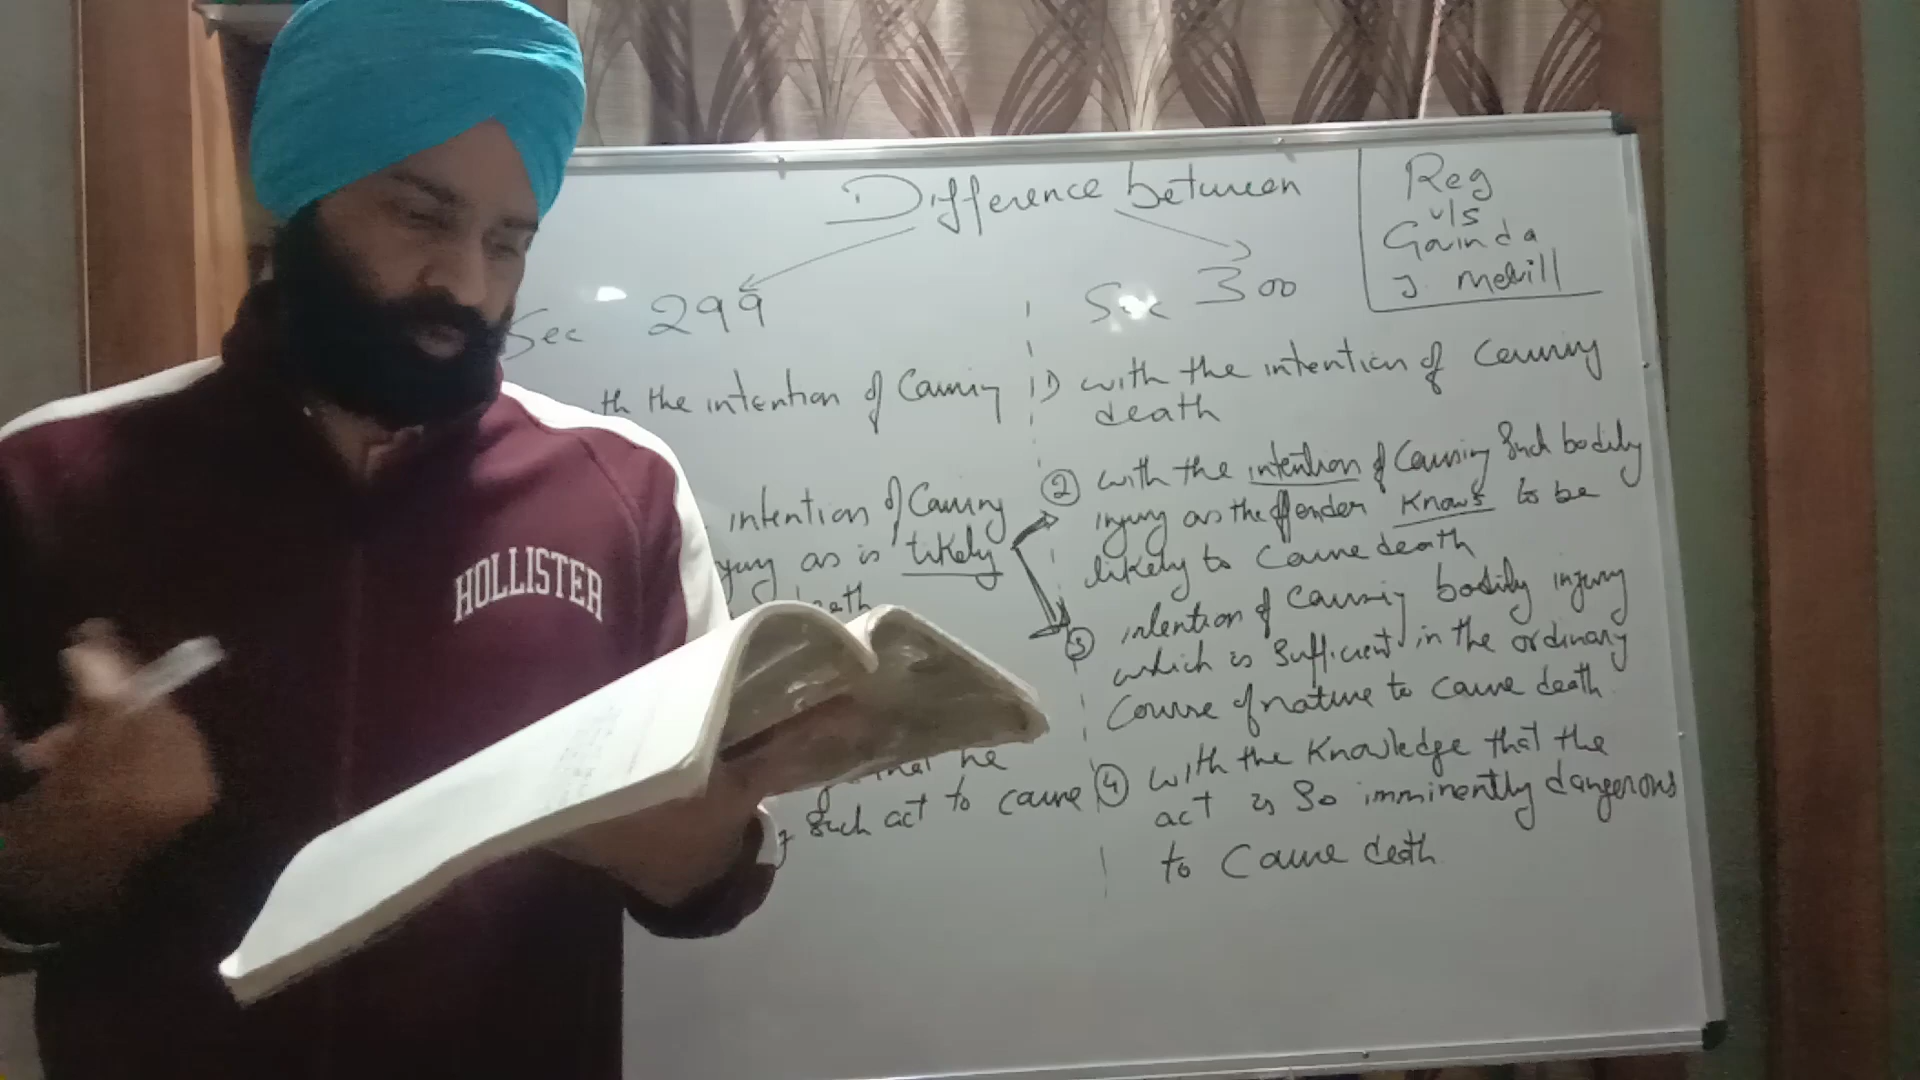 Difference between
Reg
v/s
Govinda
J. Melvill
Sec 299
Sec 300
th the intention of Causing
intention of Causing
jury as is likely
death
that he
g such act to cause
1) with the intention of Causing
death
② with the intention of Causing Such bodily
injury as the offender Knows to be
likely to Cause death
③ intention of causing bodily injury
which is Sufficient in the ordinary
Course of nature to cause death.
④ with the Knowledge that the
act is So imminently dangerous
to Cause death.
HOLLISTER